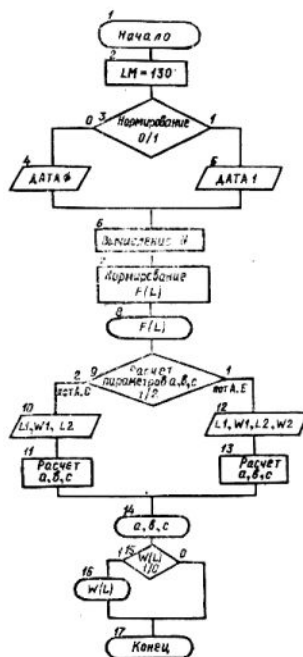 1
Начало
2
LM = 130
0 3 1
Нормирование
0/1
4 5
ДАТА Ф ДАТА 1
6
Вычисление N
7
Нормирование
F(L)
8
F(L)
2 9 1
Расчет
параметров а,в,с
1/2
10 12
L1,W1,L2 L1,W1,L2,W2
11 13
Расчет Расчет
а,в,с а,в,с
14
а,в,с
1 15 0
W(L)
1/0
16
W(L)
17
Конец